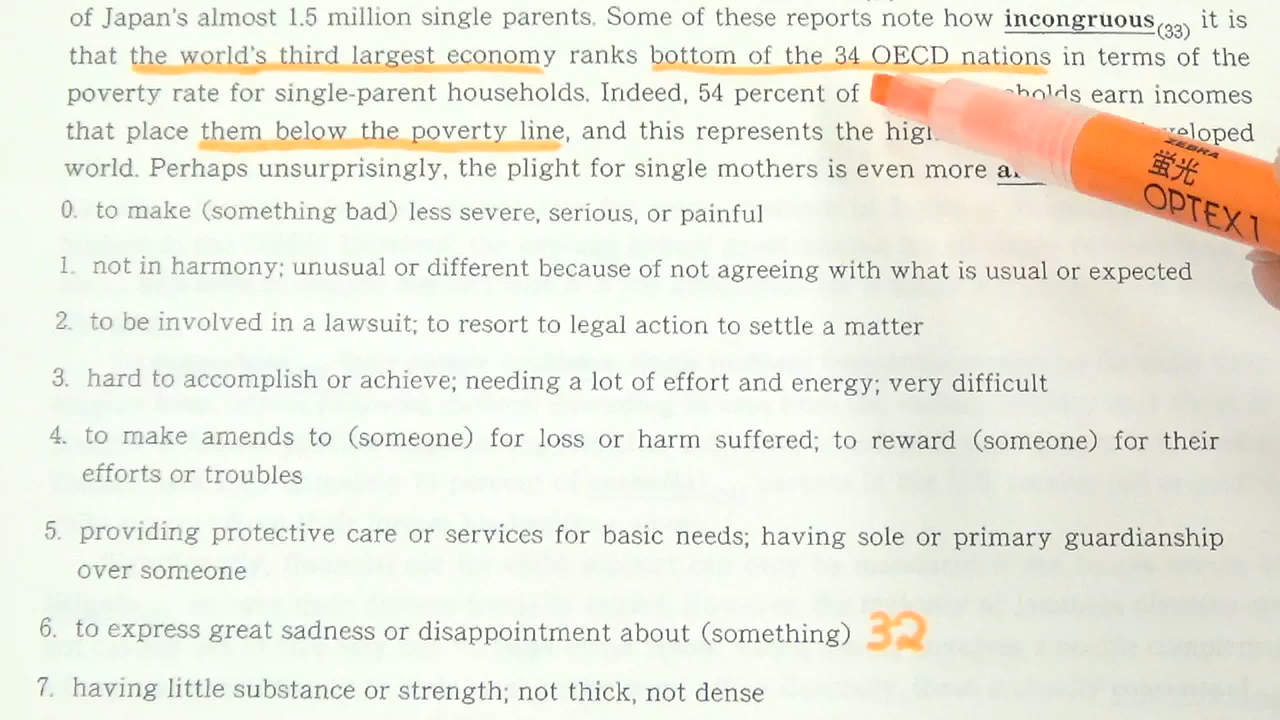 of Japan's almost 1.5 million single parents. Some of these reports note how incongruous(33) it is
that the world's third largest economy ranks bottom of the 34 OECD nations in terms of the
poverty rate for single-parent households. Indeed, 54 percent of
earn incomes
that place them below the poverty line, and this represents the
world. Perhaps unsurprisingly, the plight for single mothers is even more
ZEBRA
蛍光
OPTEX 1
0. to make (something bad) less severe, serious, or painful
1. not in harmony; unusual or different because of not agreeing with what is usual or expected
2. to be involved in a lawsuit; to resort to legal action to settle a matter
3. hard to accomplish or achieve; needing a lot of effort and energy; very difficult
4. to make amends to (someone) for loss or harm suffered; to reward (someone) for their
efforts or troubles
5. providing protective care or services for basic needs; having sole or primary guardianship
over someone
6. to express great sadness or disappointment about (something) 32
7. having little substance or strength; not thick, not dense